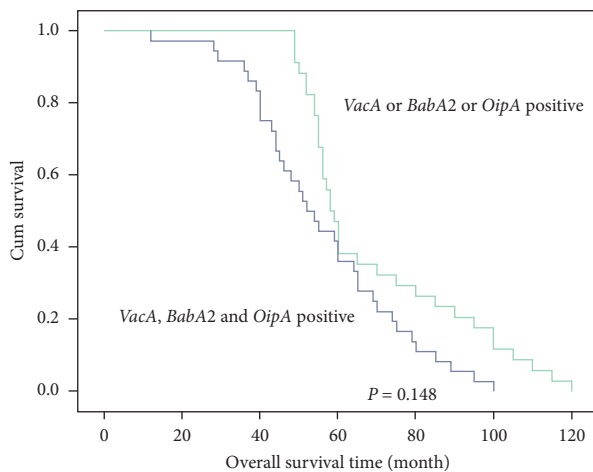 1.0
0.8
0.6
0.4
0.2
0.0
Cum survival
VacA or BabA2 or OipA positive
VacA, BabA2 and OipA positive
P = 0.148
0 20 40 60 80 100 120
Overall survival time (month)